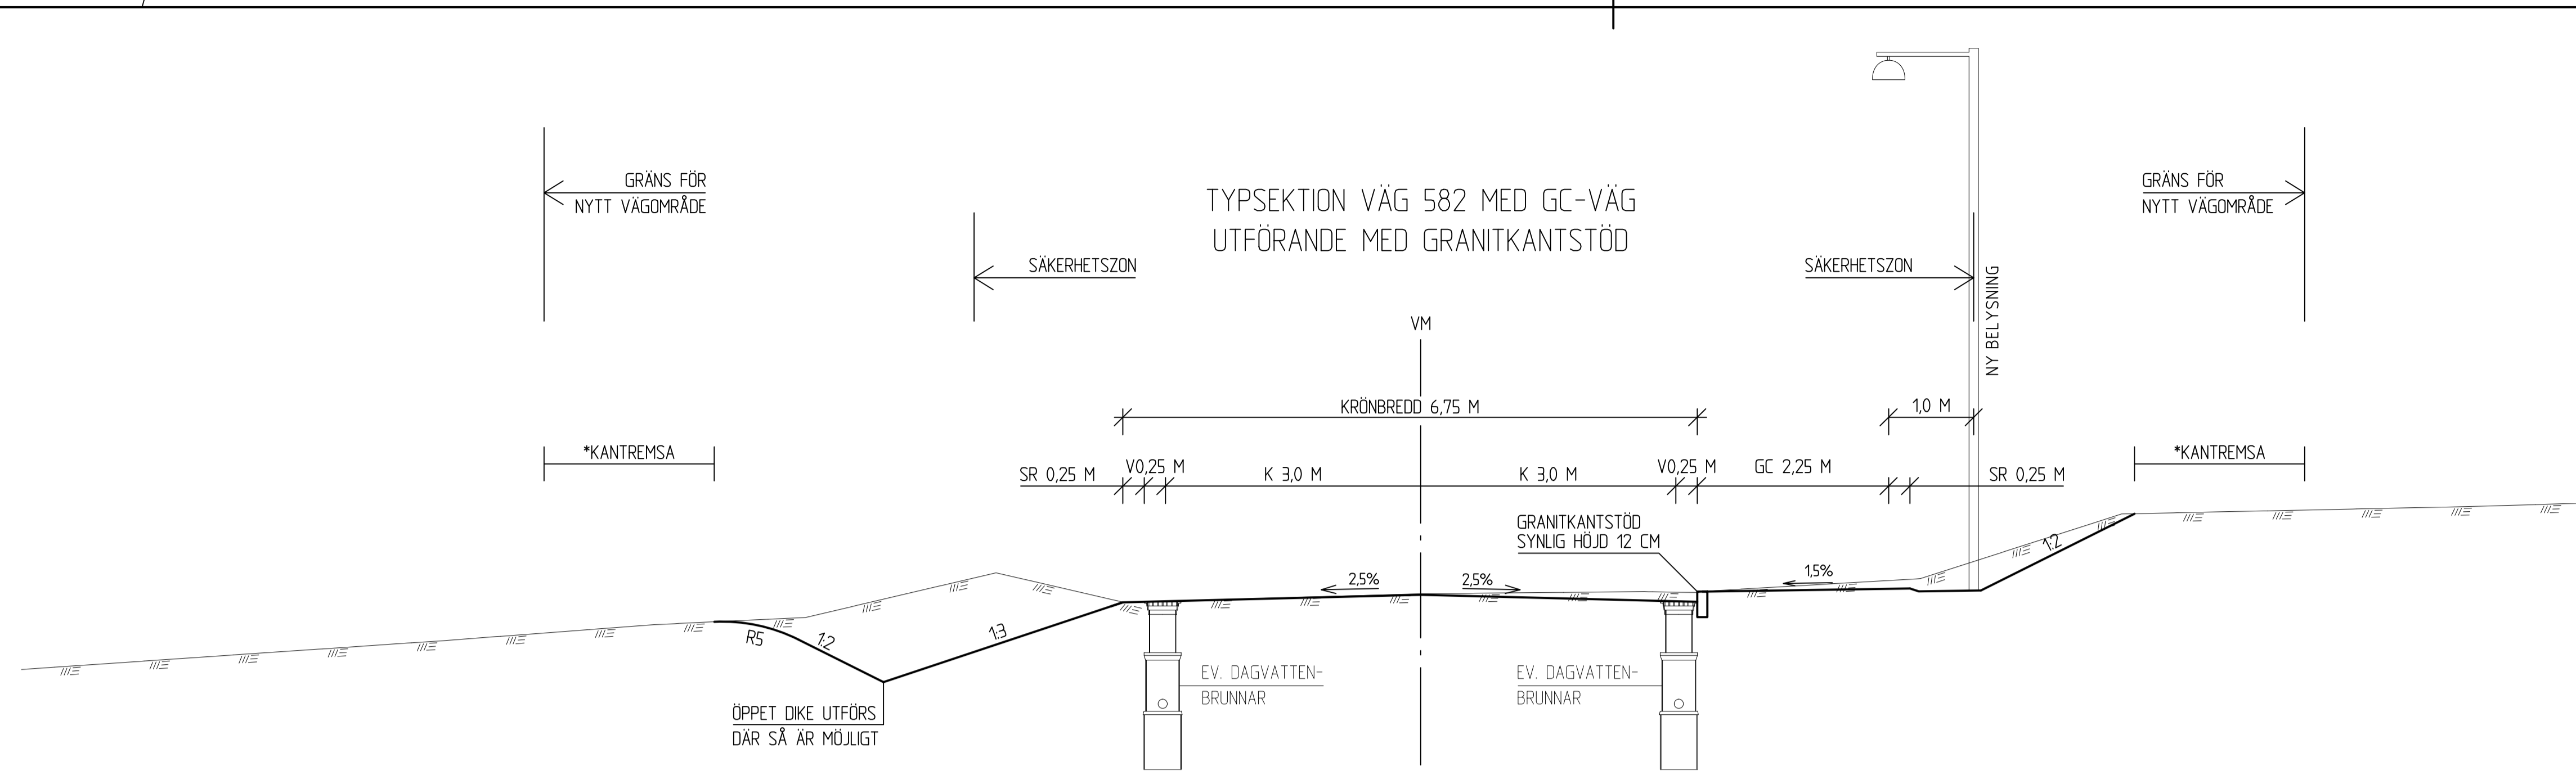 TYPSEKTION VÄG 582 MED GC-VÄG
UTFÖRANDE MED GRANITKANTSTÖD
GRÄNS FÖR
NYTT VÄGOMRÅDE
GRÄNS FÖR
NYTT VÄGOMRÅDE
SÄKERHETSZON
SÄKERHETSZON
NY BELYSNING
VM
KRÖNBREDD 6,75 M
1,0 M
*KANTREMSA
*KANTREMSA
SR 0,25 M
V0,25 M
K 3,0 M
K 3,0 M
V0,25 M
GC 2,25 M
SR 0,25 M
GRANITKANTSTÖD
SYNLIG HÖJD 12 CM
2,5%
2,5%
1,5%
1:2
R5
1:2
1:3
EV. DAGVATTEN-
BRUNNAR
EV. DAGVATTEN-
BRUNNAR
ÖPPET DIKE UTFÖRS
DÄR SÅ ÄR MÖJLIGT